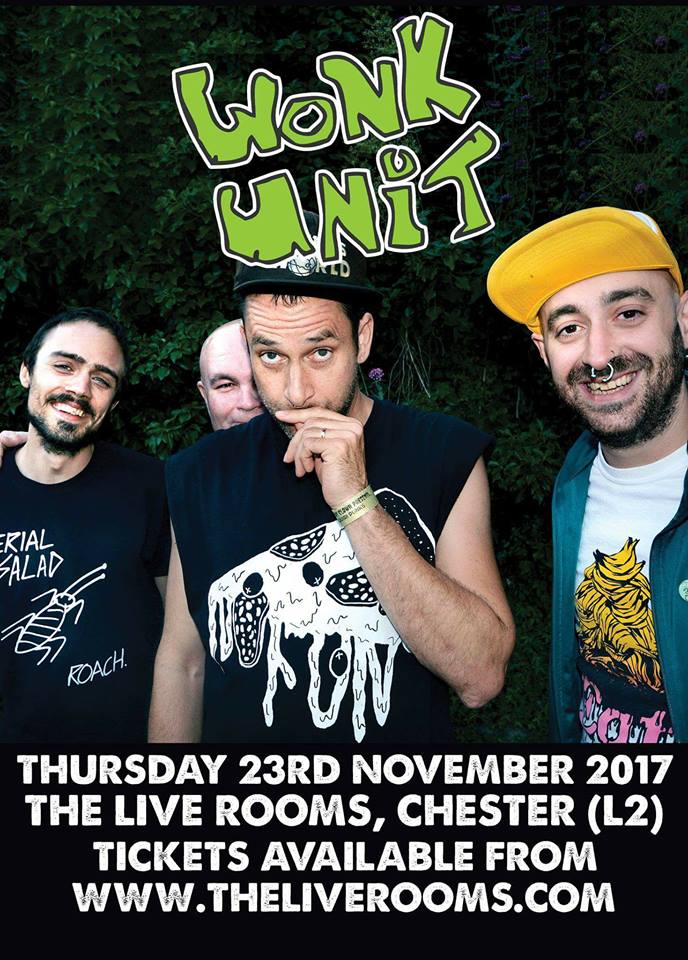 WONK
UNIT
RLD
ERIAL
SALAD
ROACH.
FUN
THURSDAY 23RD NOVEMBER 2017
THE LIVE ROOMS, CHESTER (L2)
TICKETS AVAILABLE FROM
WWW.THELIVEROOMS.COM